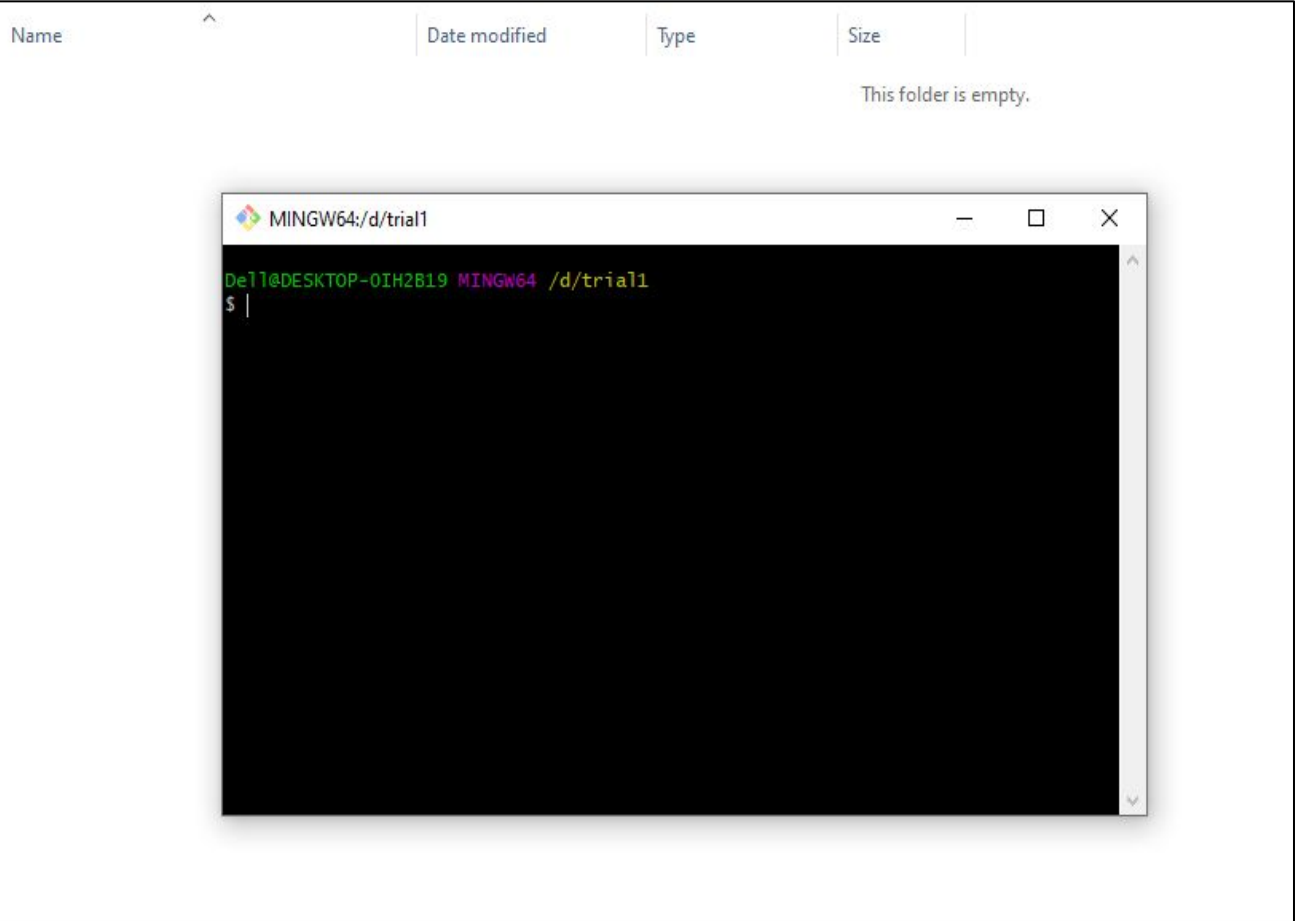 Name Date modified Type Size
This folder is empty.
MINGW64:/d/trial1
Dell@DESKTOP-OIH2B19 MINGW64 /d/trial1
$